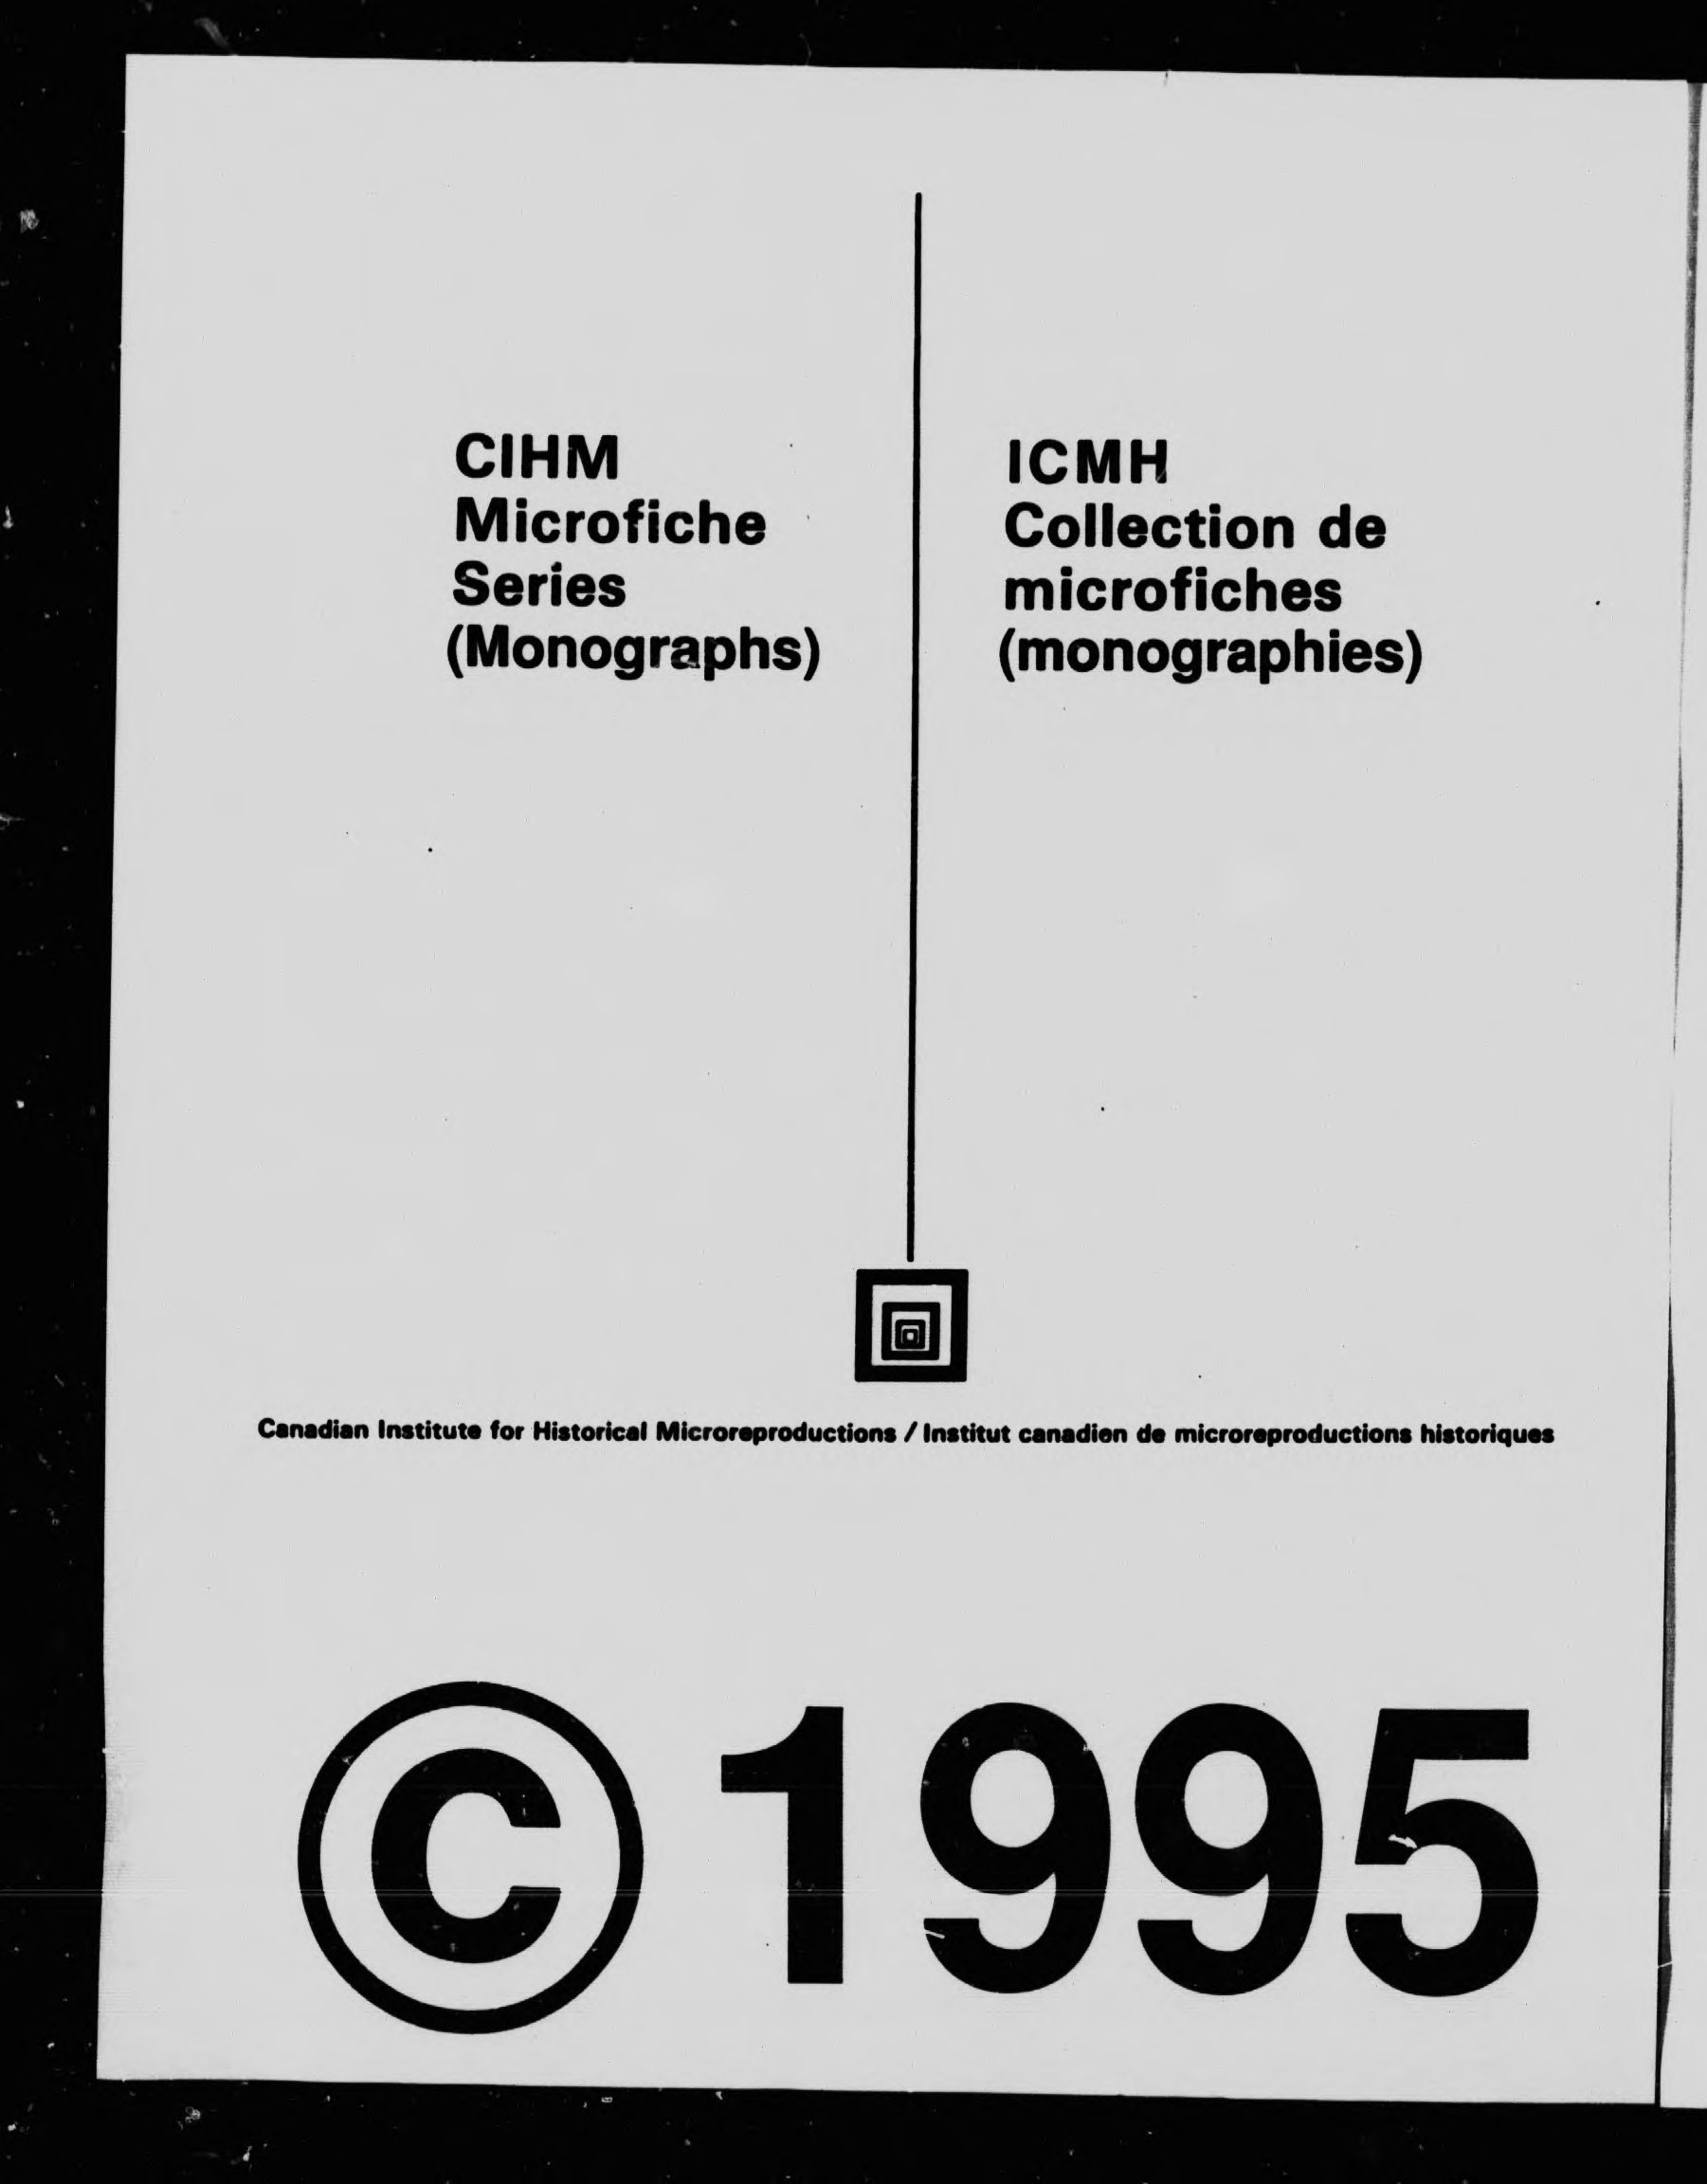 CIHM
Microfiche
Series
(Monographs)
ICMH
Collection de
microfiches
(monographies)
Canadian Institute for Historical Microreproductions / Institut canadien de microreproductions historiques
© 1995